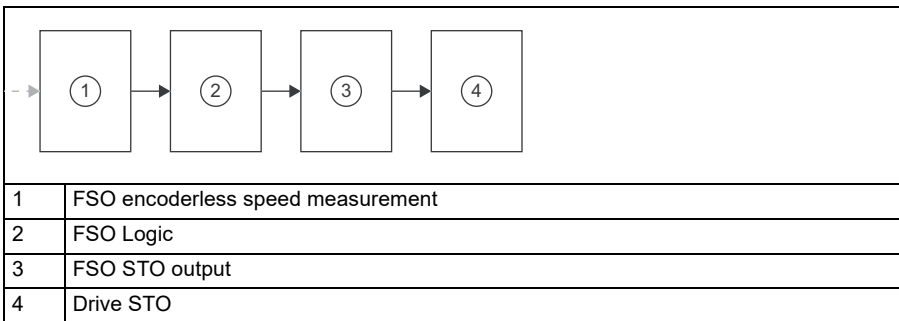 1 2 3 4
1 FSO encoderless speed measurement
2 FSO Logic
3 FSO STO output
4 Drive STO